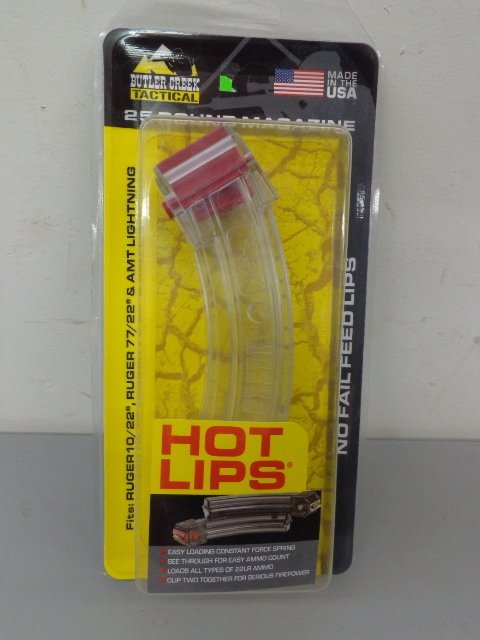 BUTLER CREEK
TACTICAL
MADE
IN THE
USA
25 ROUND MAGAZINE
Fits: RUGER 10/22®, RUGER 77/22® & AMT LIGHTNING
NO FAIL FEED LIPS
HOT
LIPS®
EASY LOADING CONSTANT FORCE SPRING
SEE THROUGH FOR EASY AMMO COUNT
LOADS ALL TYPES OF 22LR AMMO
CLIP TWO TOGETHER FOR SERIOUS FIREPOWER